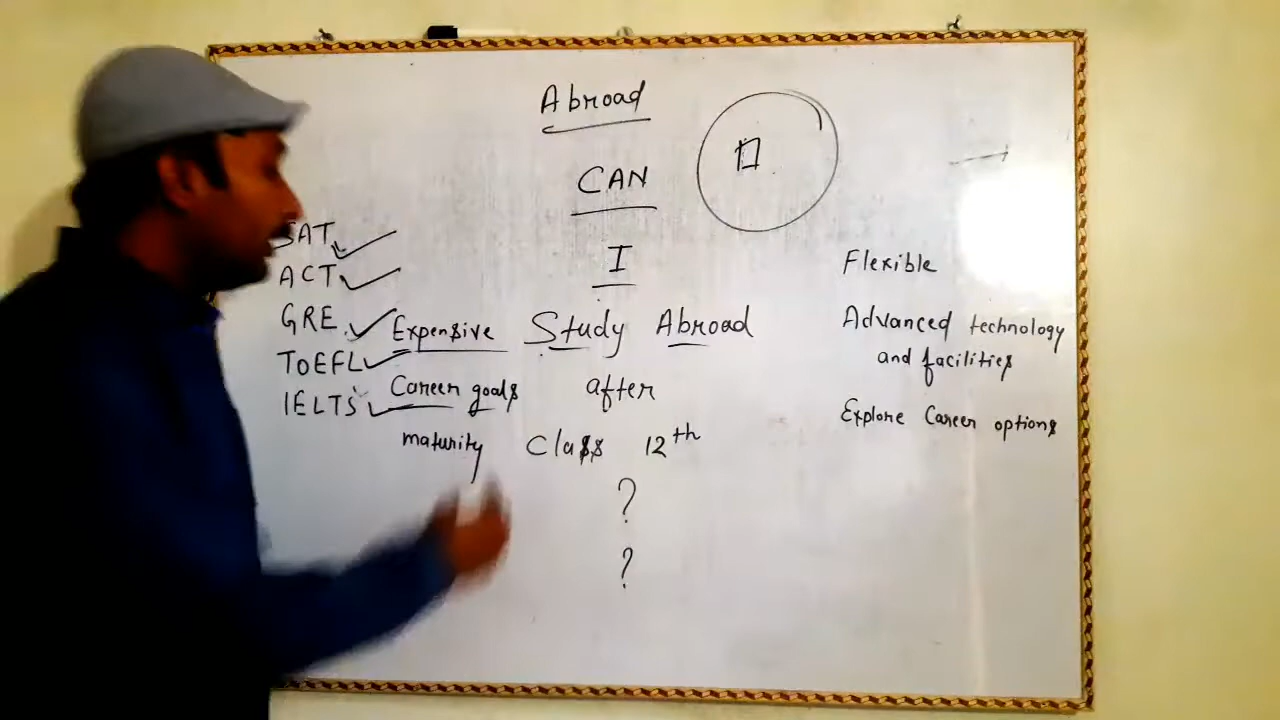 Abroad
CAN
I
Study Abroad
after
Class 12th
?
?
SAT
ACT
GRE
TOEFL
IELTS
Expensive
Career goals
maturity
Flexible
Advanced technology
and facilities
Explore Career options